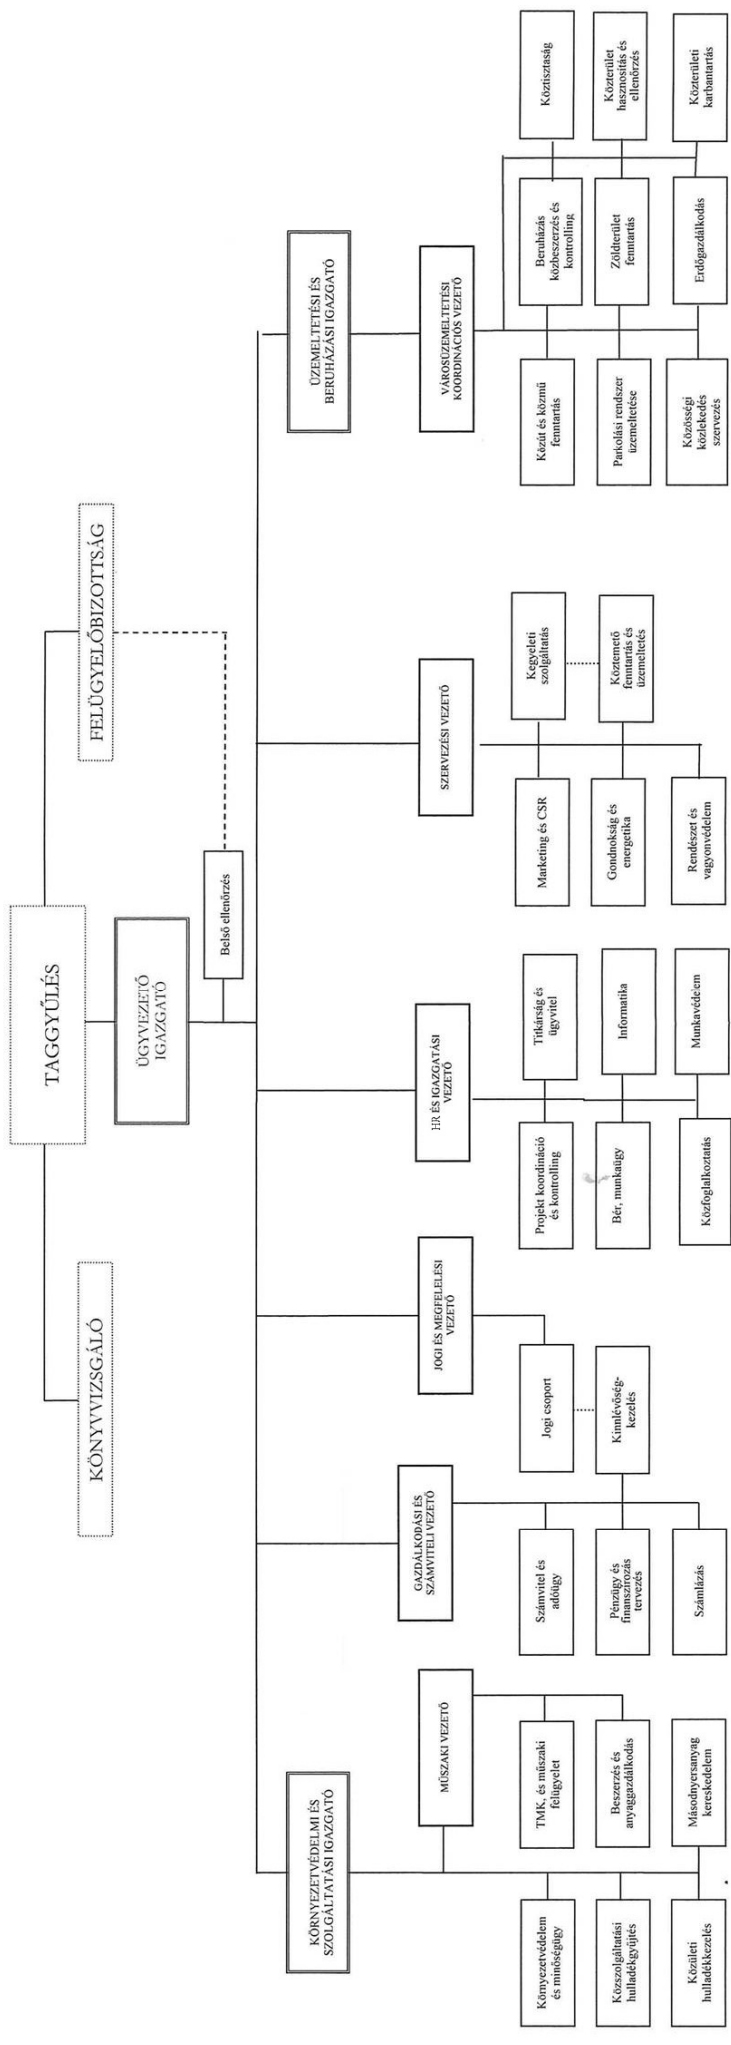 TAGGYŰLÉS
KÖNYVVIZSGÁLÓ
FELÜGYELŐBIZOTTSÁG
ÜGYVEZETŐ
IGAZGATÓ
Belső ellenőrzés
KÖRNYEZETVÉDELMI ÉS
SZOLGÁLTATÁSI IGAZGATÓ
ÜZEMELTETÉSI ÉS
BERUHÁZÁSI IGAZGATÓ
MŰSZAKI VEZETŐ
GAZDÁLKODÁSI ÉS
SZÁMVITELI VEZETŐ
JOGI ÉS MEGFELELÉSI
VEZETŐ
HR ÉS IGAZGATÁSI
VEZETŐ
SZERVEZÉSI VEZETŐ
VÁROSÜZEMELTETÉSI
KOORDINÁCIÓS VEZETŐ
Környezetvédelem
és minőségügy
TMK, és műszaki
felügyelet
Számvitel és
adóügy
Jogi csoport
Projekt koordináció
és kontrolling
Titkárság és
ügyvitel
Marketing és CSR
Kegyeleti
szolgáltatás
Közút és közmű
fenntartás
Beruházás
közbeszerzés és
kontrolling
Köztisztaság
Közszolgáltatási
hulladékgyűjtés
Beszerzés és
anyaggazdálkodás
Pénzügy és
finanszírozás
tervezés
Kinnlévőség-
kezelés
Bér, munkaügy
Informatika
Gondnokság és
energetika
Köztemető
fenntartás és
üzemeltetés
Parkolási rendszer
üzemeltetése
Zöldterület
fenntartás
Közterület
hasznosítás és
ellenőrzés
Közületi
hulladékkezelés
Másodnyersanyag
kereskedelem
Számlázás
Közfoglalkoztatás
Munkavédelem
Rendészet és
vagyonvédelem
Közösségi
közlekedés
szervezés
Erdőgazdálkodás
Közterületi
karbantartás